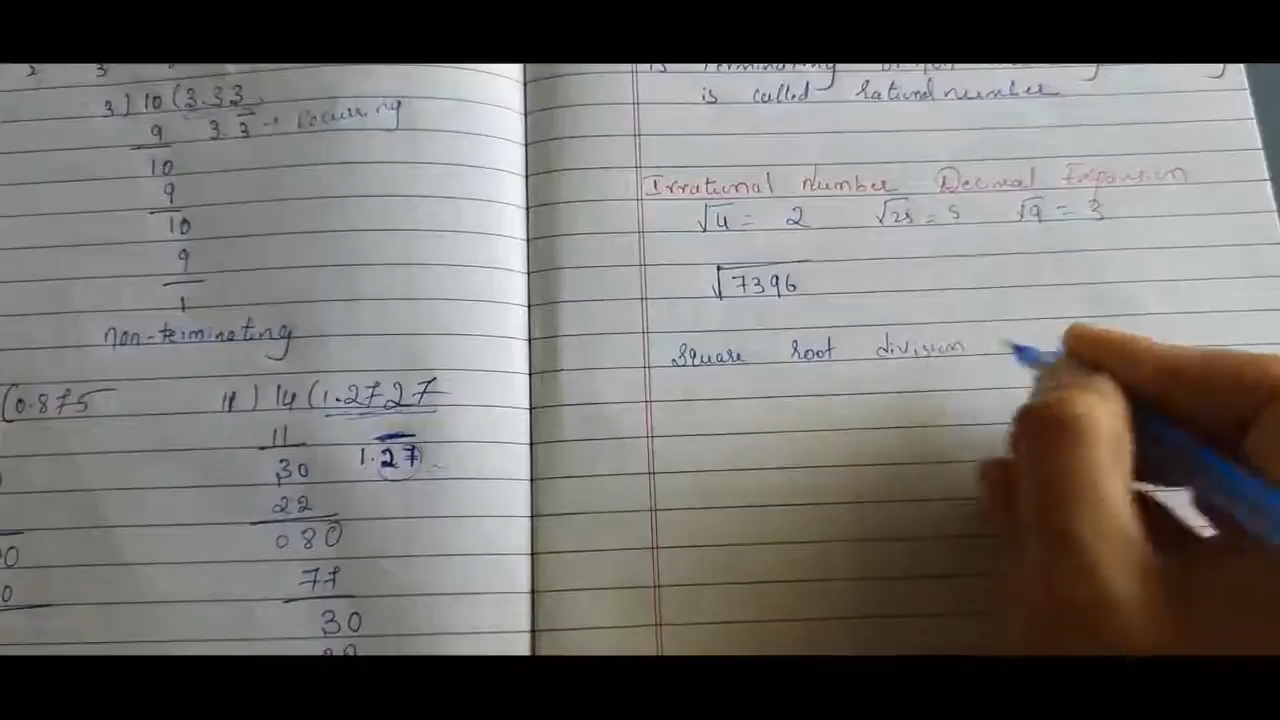 3 ) 10 ( 3.33
9 3.3 → recurring
10
9
10
9
1
non-terminating
(0.875
11 ) 14 ( 1.2727
11
30 1.27
22
080
77
30
is called rational number
Irrational number Decimal Expansion
√4 = 2 √25 = 5 √9 = 3
√7396
Square root division